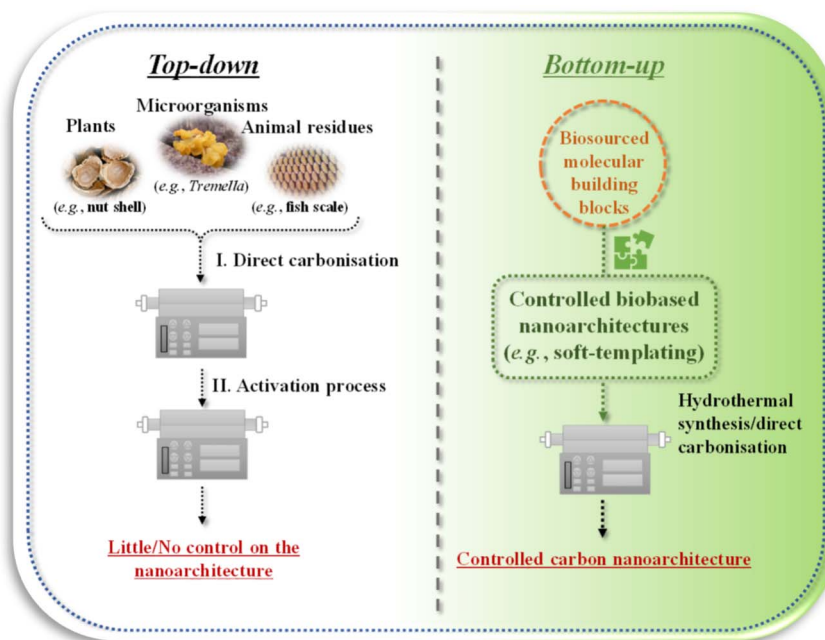 Top-down
Microorganisms
Plants
Animal residues
(e.g., Tremella)
(e.g., nut shell)
(e.g., fish scale)
I. Direct carbonisation
II. Activation process
Little/No control on the
nanoarchitecture
Bottom-up
Biosourced
molecular
building
blocks
Controlled biobased
nanoarchitectures
(e.g., soft-templating)
Hydrothermal
synthesis/direct
carbonisation
Controlled carbon nanoarchitecture